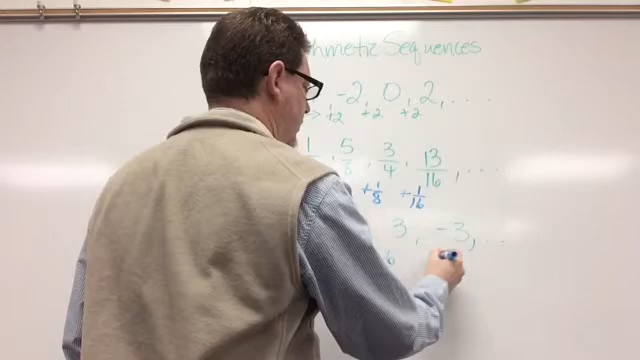 Sequences
-2, 0, 2, ....
+2 +2 +2
1 5/8, 3/4, 13/16, ....
+1/8 +1/16
3, -3, ...
6